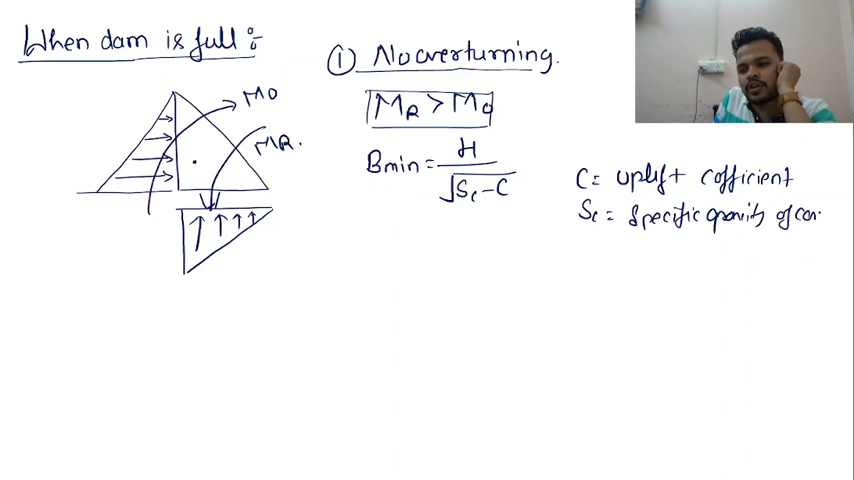 When dam is full :-
MO
MR.
① No overturning.
MR > MO
Bmin = H / √(Sc - C)
C = uplift cofficient
Sc = Specific gravity of con.